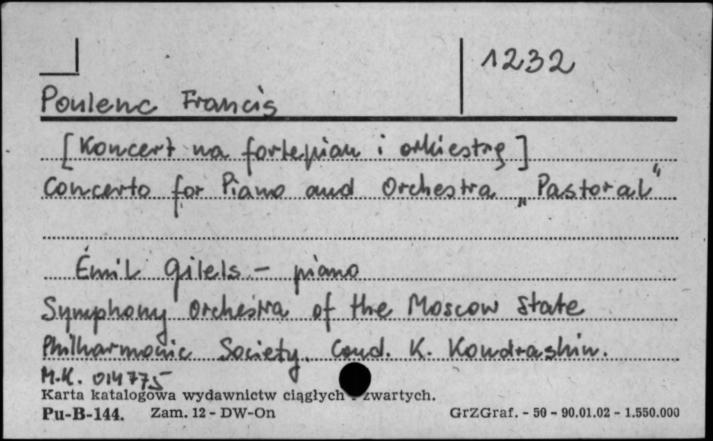 1232
Poulenc Francis
[Koncert na fortepian i orkiestrę]
Concerto for Piano and Orchestra „Pastoral"
Émil Gilels - piano
Symphony Orchestra of the Moscow State
Philharmonic Society. Cond. K. Kondrashin.
M.K. 014775
Karta katalogowa wydawnictw ciągłych zwartych.
Pu-B-144. Zam. 12 - DW-On GrZGraf. - 50 - 90.01.02 - 1.550.000